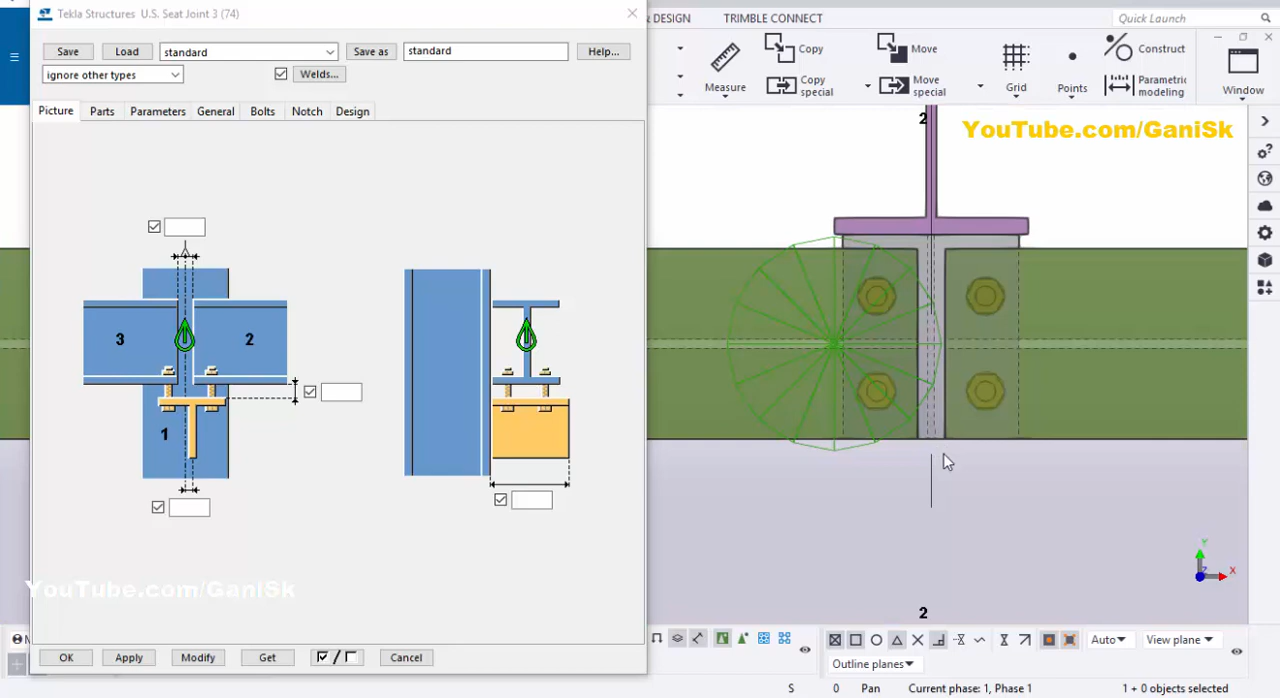 Tekla Structures U.S. Seat Joint 3 (74)
& DESIGN
TRIMBLE CONNECT
Quick Launch
Save
Load
standard
Save as
standard
Help...
ignore other types
Welds...
Picture
Parts
Parameters
General
Bolts
Notch
Design
Measure
Copy
Copy special
Move
Move special
Grid
Points
Construct
Parametric modeling
Window
2
YouTube.com/GaniSk
3
2
1
YouTube.com/GaniSk
Y
Z
X
2
OK
Apply
Modify
Get
/
Cancel
Auto
View plane
Outline planes
S
0
Pan
Current phase: 1, Phase 1
1 + 0 objects selected